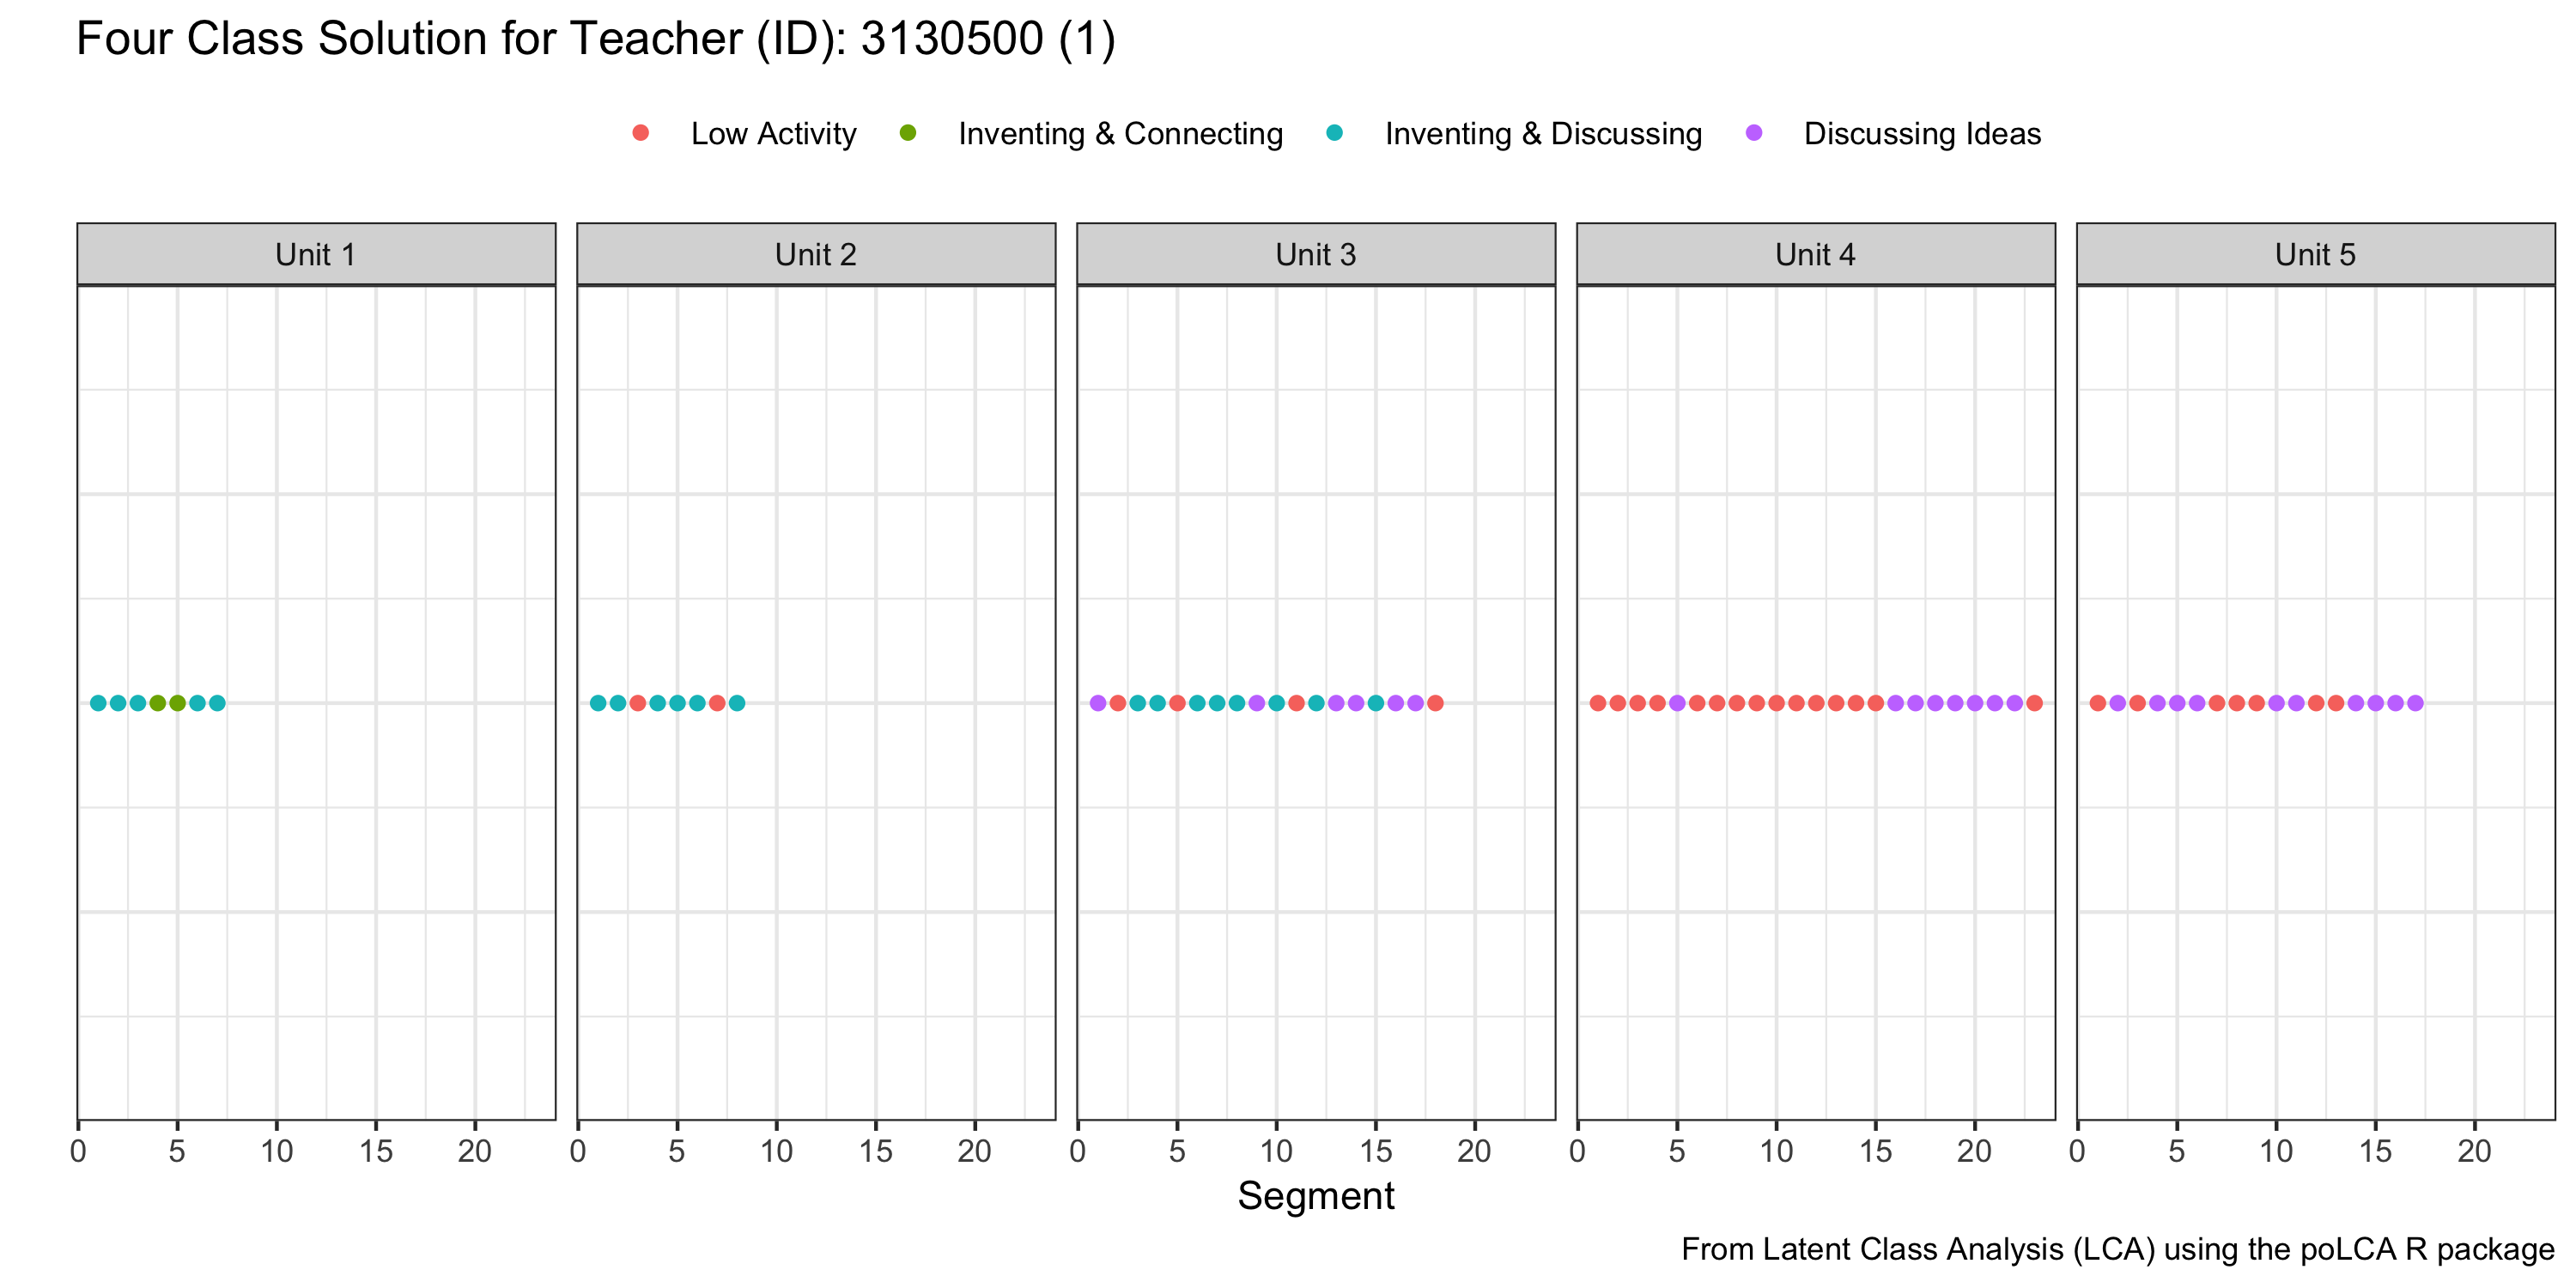 Four Class Solution for Teacher (ID): 3130500 (1)
Low Activity Inventing & Connecting Inventing & Discussing Discussing Ideas
Unit 1 Unit 2 Unit 3 Unit 4 Unit 5
0 5 10 15 20 0 5 10 15 20 0 5 10 15 20 0 5 10 15 20 0 5 10 15 20
Segment
From Latent Class Analysis (LCA) using the poLCA R package